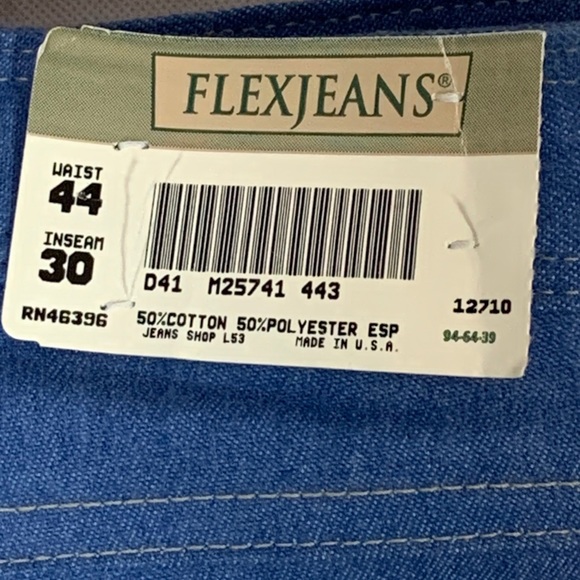 FLEXJEANS®
WAIST
44
INSEAM
30
D41 M25741 443
RN46396
12710
50%COTTON 50%POLYESTER ESP
JEANS SHOP L53 MADE IN U.S.A.
94-64-39